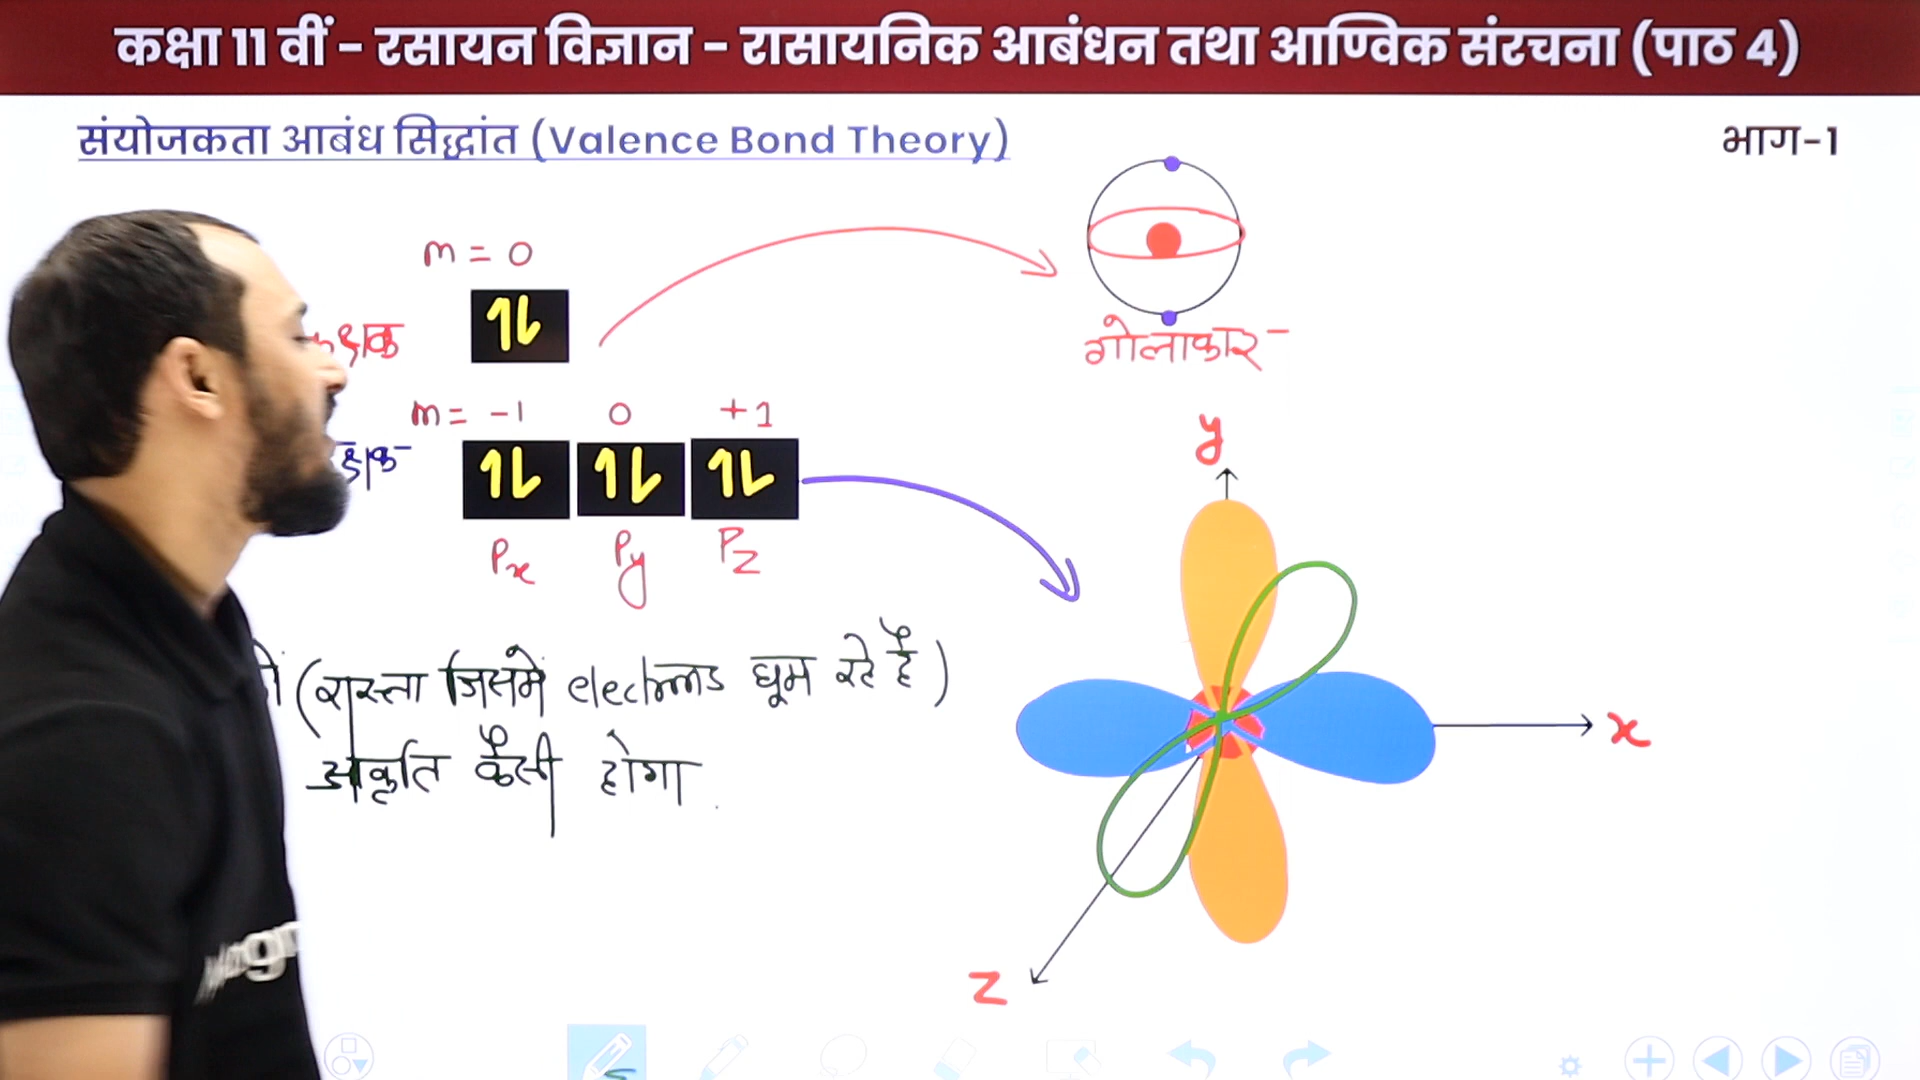 कक्षा 11 वीं - रसायन विज्ञान - रासायनिक आबंधन तथा आण्विक संरचना (पाठ 4)
संयोजकता आबंध सिद्धांत (Valence Bond Theory)
भाग-1
m = 0
गोलाकार
m = -1 0 +1
Px Py Pz
(रास्ता जिसमें electrons घूम रहे हैं)
आकृति कैसी होगा
y
x
z